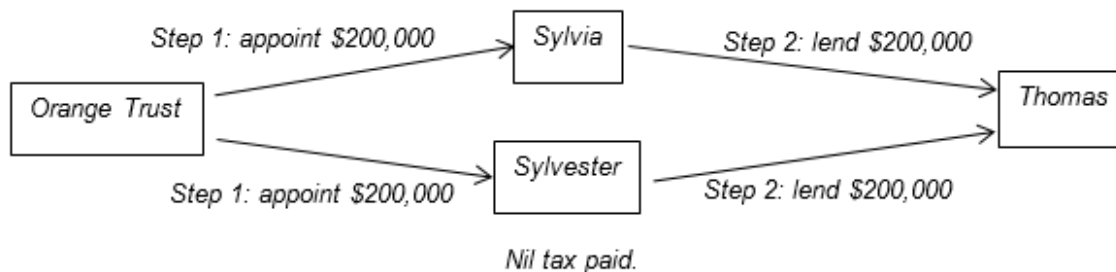 Step 1: appoint $200,000
Sylvia
Step 2: lend $200,000
Orange Trust
Thomas
Sylvester
Step 1: appoint $200,000
Step 2: lend $200,000
Nil tax paid.